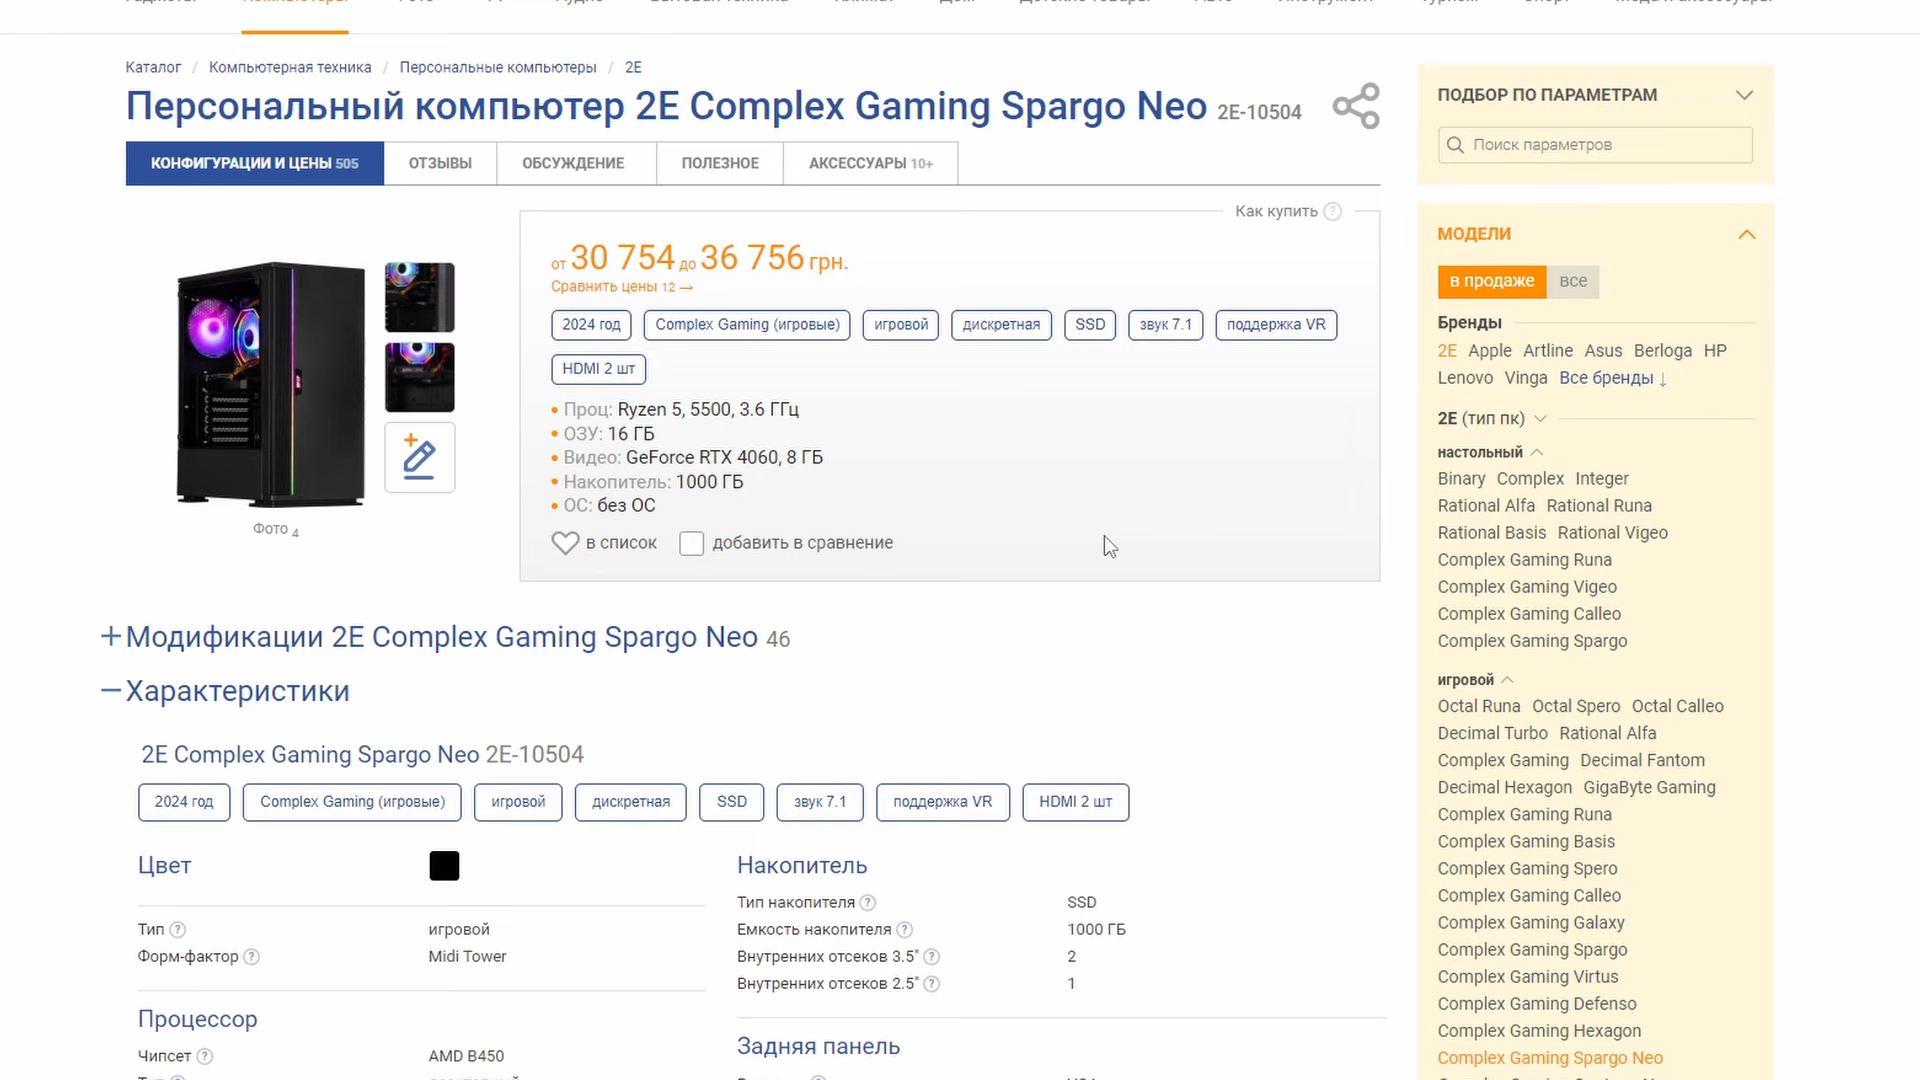 Каталог / Компьютерная техника / Персональные компьютеры / 2E
Персональный компьютер 2E Complex Gaming Spargo Neo 2E-10504
КОНФИГУРАЦИИ И ЦЕНЫ 505
ОТЗЫВЫ
ОБСУЖДЕНИЕ
ПОЛЕЗНОЕ
АКСЕССУАРЫ 10+
Фото 4
Как купить ?
от 30 754 до 36 756 грн.
Сравнить цены 12 →
2024 год
Complex Gaming (игровые)
игровой
дискретная
SSD
звук 7.1
поддержка VR
HDMI 2 шт
• Проц: Ryzen 5, 5500, 3.6 ГГц
• ОЗУ: 16 ГБ
• Видео: GeForce RTX 4060, 8 ГБ
• Накопитель: 1000 ГБ
• ОС: без ОС
в список
добавить в сравнение
+ Модификации 2E Complex Gaming Spargo Neo 46
— Характеристики
2E Complex Gaming Spargo Neo 2E-10504
2024 год
Complex Gaming (игровые)
игровой
дискретная
SSD
звук 7.1
поддержка VR
HDMI 2 шт
Цвет
Тип ? игровой
Форм-фактор ? Midi Tower
Процессор
Чипсет ? AMD B450
Накопитель
Тип накопителя ? SSD
Емкость накопителя ? 1000 ГБ
Внутренних отсеков 3.5" ? 2
Внутренних отсеков 2.5" ? 1
Задняя панель
ПОДБОР ПО ПАРАМЕТРАМ
Поиск параметров
МОДЕЛИ
в продаже
все
Бренды
2E Apple Artline Asus Berloga HP
Lenovo Vinga Все бренды ↓
2E (тип пк)
настольный
Binary Complex Integer
Rational Alfa Rational Runa
Rational Basis Rational Vigeo
Complex Gaming Runa
Complex Gaming Vigeo
Complex Gaming Calleo
Complex Gaming Spargo
игровой
Octal Runa Octal Spero Octal Calleo
Decimal Turbo Rational Alfa
Complex Gaming Decimal Fantom
Decimal Hexagon GigaByte Gaming
Complex Gaming Runa
Complex Gaming Basis
Complex Gaming Spero
Complex Gaming Calleo
Complex Gaming Galaxy
Complex Gaming Spargo
Complex Gaming Virtus
Complex Gaming Defenso
Complex Gaming Hexagon
Complex Gaming Spargo Neo